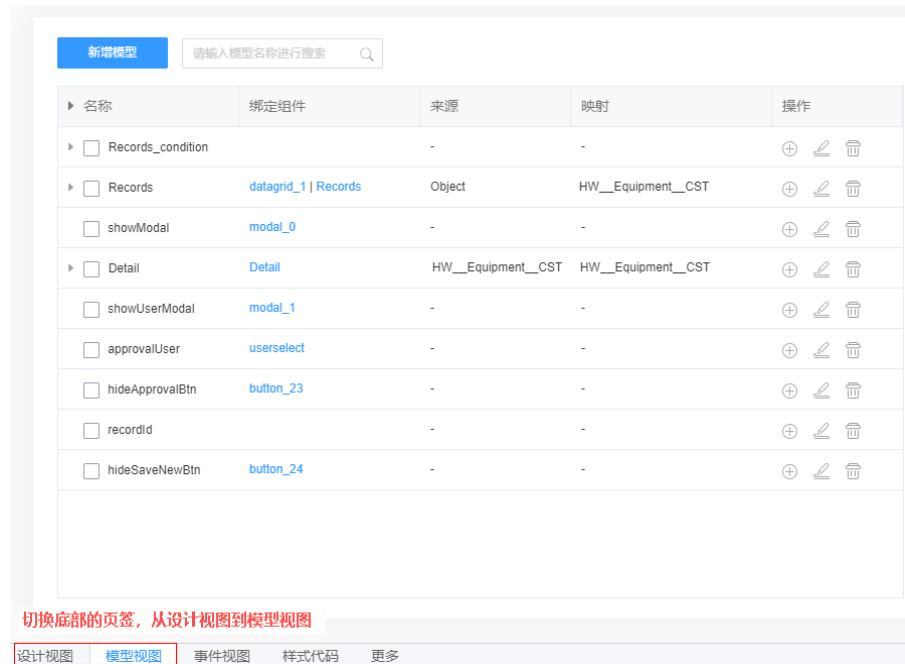 新增模型 请输入模型名称进行搜索
名称 绑定组件 来源 映射 操作
Records_condition - -
Records datagrid_1 | Records Object HW__Equipment__CST
showModal modal_0 - -
Detail Detail HW__Equipment__CST HW__Equipment__CST
showUserModal modal_1 - -
approvalUser userselect - -
hideApprovalBtn button_23 - -
recordId - -
hideSaveNewBtn button_24 - -
切换底部的页签，从设计视图到模型视图
设计视图 模型视图 事件视图 样式代码 更多